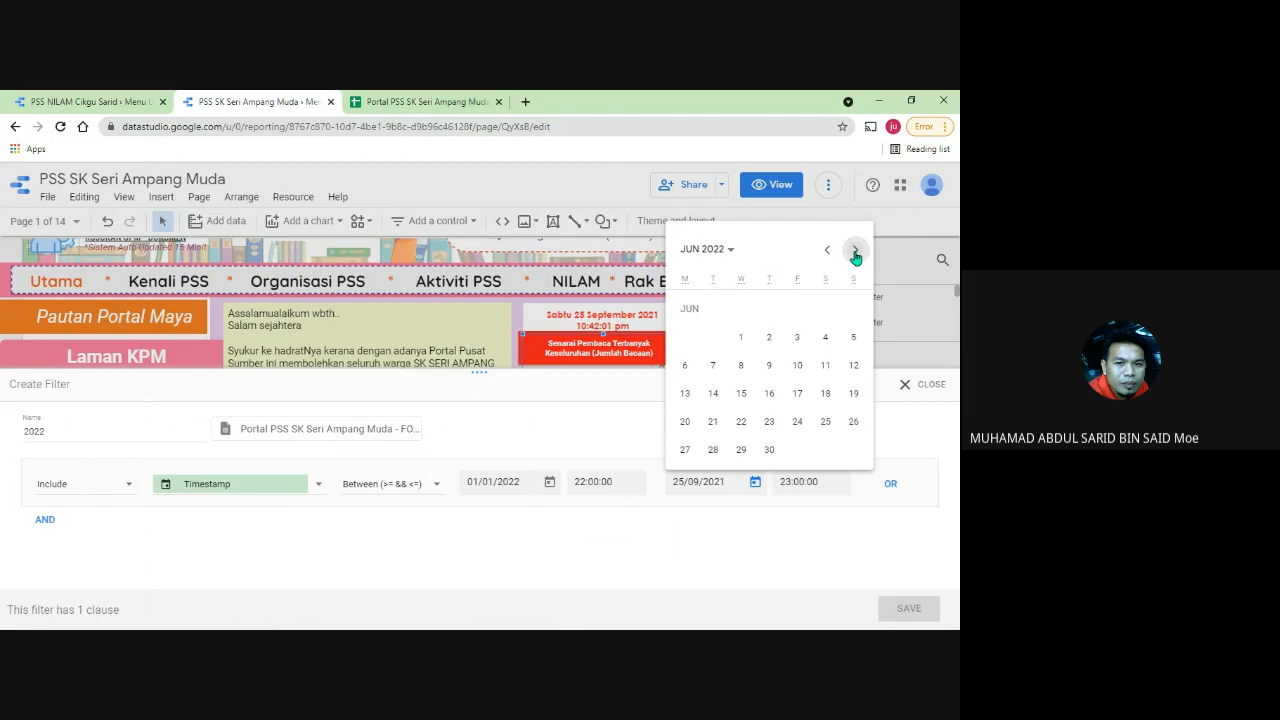 PSS NILAM Cikgu Sarid › Menu U
PSS SK Seri Ampang Muda › Me
Portal PSS SK Seri Ampang Muda
datastudio.google.com/u/0/reporting/8767c870-10d7-4be1-9b8c-d9b96c46128f/page/QyXsB/edit
ju
Error
Apps
Reading list
PSS SK Seri Ampang Muda
File Editing View Insert Page Arrange Resource Help
Share
View
Page 1 of 14
Add data
Add a chart
Add a control
Theme and layout
*Sistem Auto Updated 15 Minit
Utama * Kenali PSS * Organisasi PSS * Aktiviti PSS * NILAM * Rak
Pautan Portal Maya
Laman KPM
Assalamualaikum wbth..
Salam sejahtera
Syukur ke hadratNya kerana dengan adanya Portal Pusat
Sumber ini membolehkan seluruh warga SK SERI AMPANG
Sabtu 25 September 2021
10:42:01 pm
Senarai Pembaca Terbanyak
Keseluruhan (Jumlah Bacaan)
JUN 2022
M T W T F S S
JUN
1 2 3 4 5
6 7 8 9 10 11 12
13 14 15 16 17 18 19
20 21 22 23 24 25 26
27 28 29 30
Create Filter
CLOSE
Name
2022
Portal PSS SK Seri Ampang Muda - FO...
Include
Timestamp
Between (>= && <=)
01/01/2022
22:00:00
25/09/2021
23:00:00
OR
AND
This filter has 1 clause
SAVE
MUHAMAD ABDUL SARID BIN SAID Moe